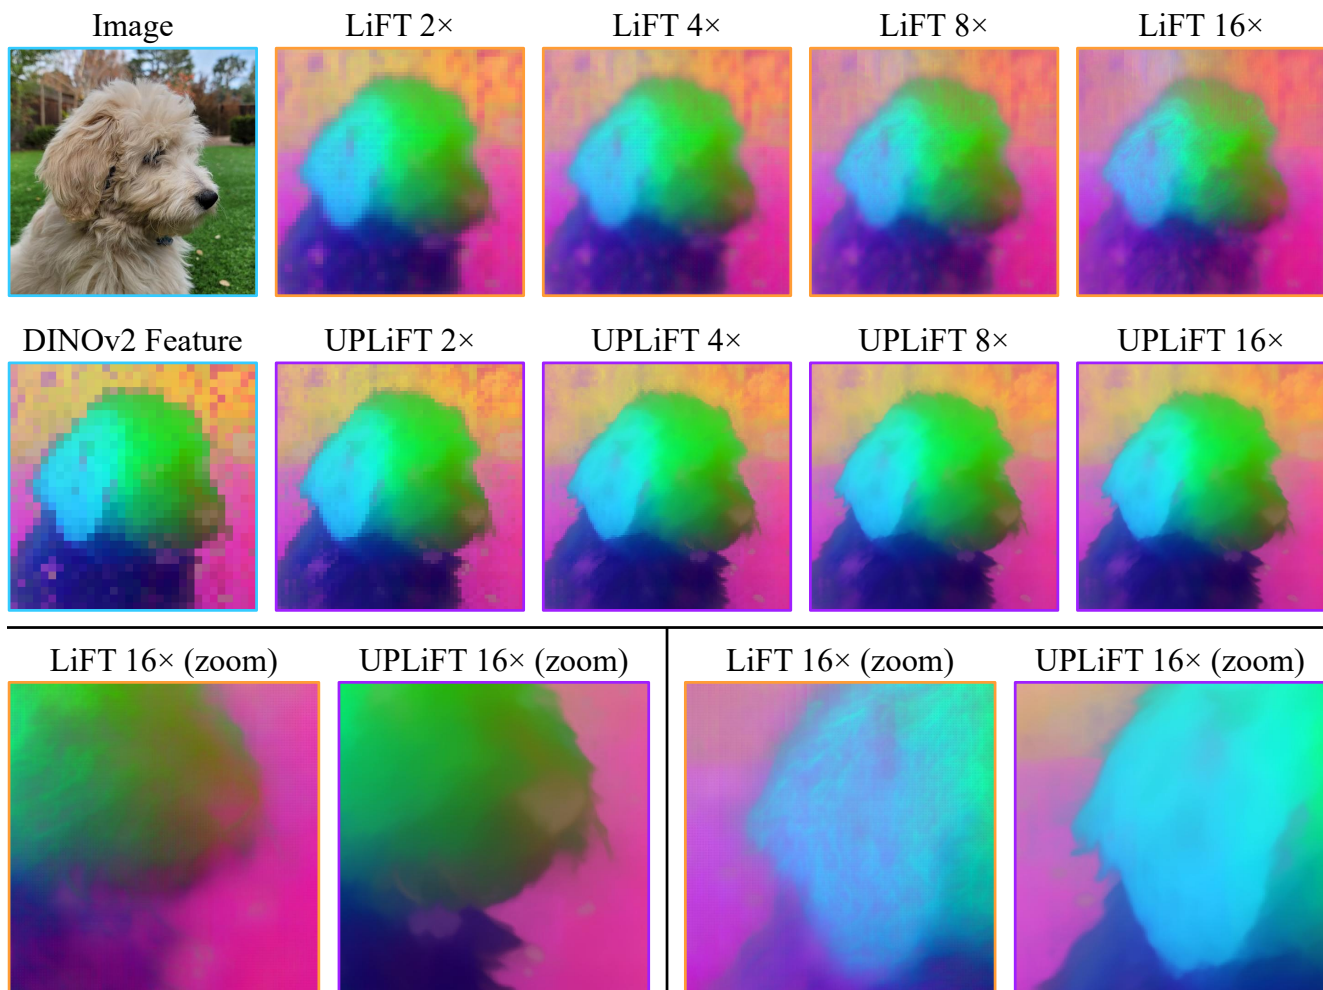 Image
LiFT 2×
LiFT 4×
LiFT 8×
LiFT 16×
DINOv2 Feature
UPLiFT 2×
UPLiFT 4×
UPLiFT 8×
UPLiFT 16×
LiFT 16× (zoom)
UPLiFT 16× (zoom)
LiFT 16× (zoom)
UPLiFT 16× (zoom)